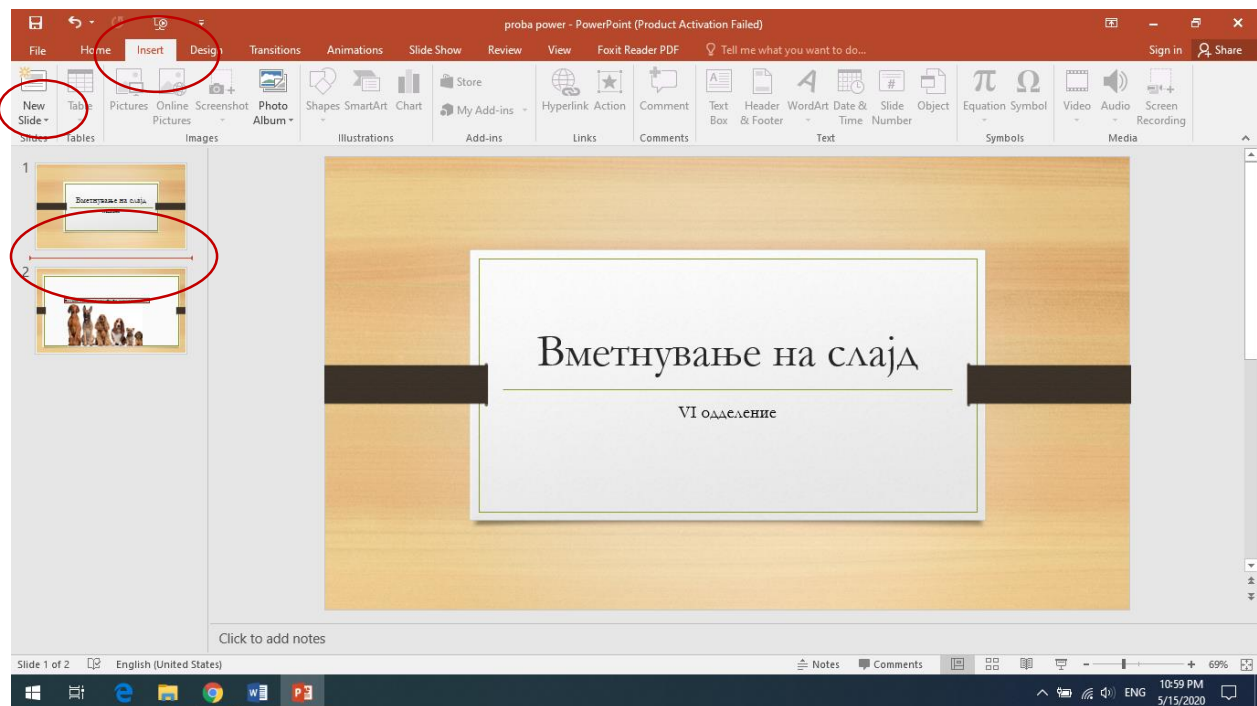 proba power - PowerPoint (Product Activation Failed)
File Home Insert Design Transitions Animations Slide Show Review View Foxit Reader PDF Tell me what you want to do... Sign in Share
New Slide Table Pictures Online Pictures Screenshot Photo Album Shapes SmartArt Chart Store My Add-ins Hyperlink Action Comment Text Box Header & Footer WordArt Date & Time Slide Number Object Equation Symbol Video Audio Screen Recording
Slides Tables Images Illustrations Add-ins Links Comments Text Symbols Media
1
Вметнување на слајд
2
Вметнување на слајд
VI одделение
Click to add notes
Slide 1 of 2 English (United States) Notes Comments 69%
10:59 PM
ENG
5/15/2020